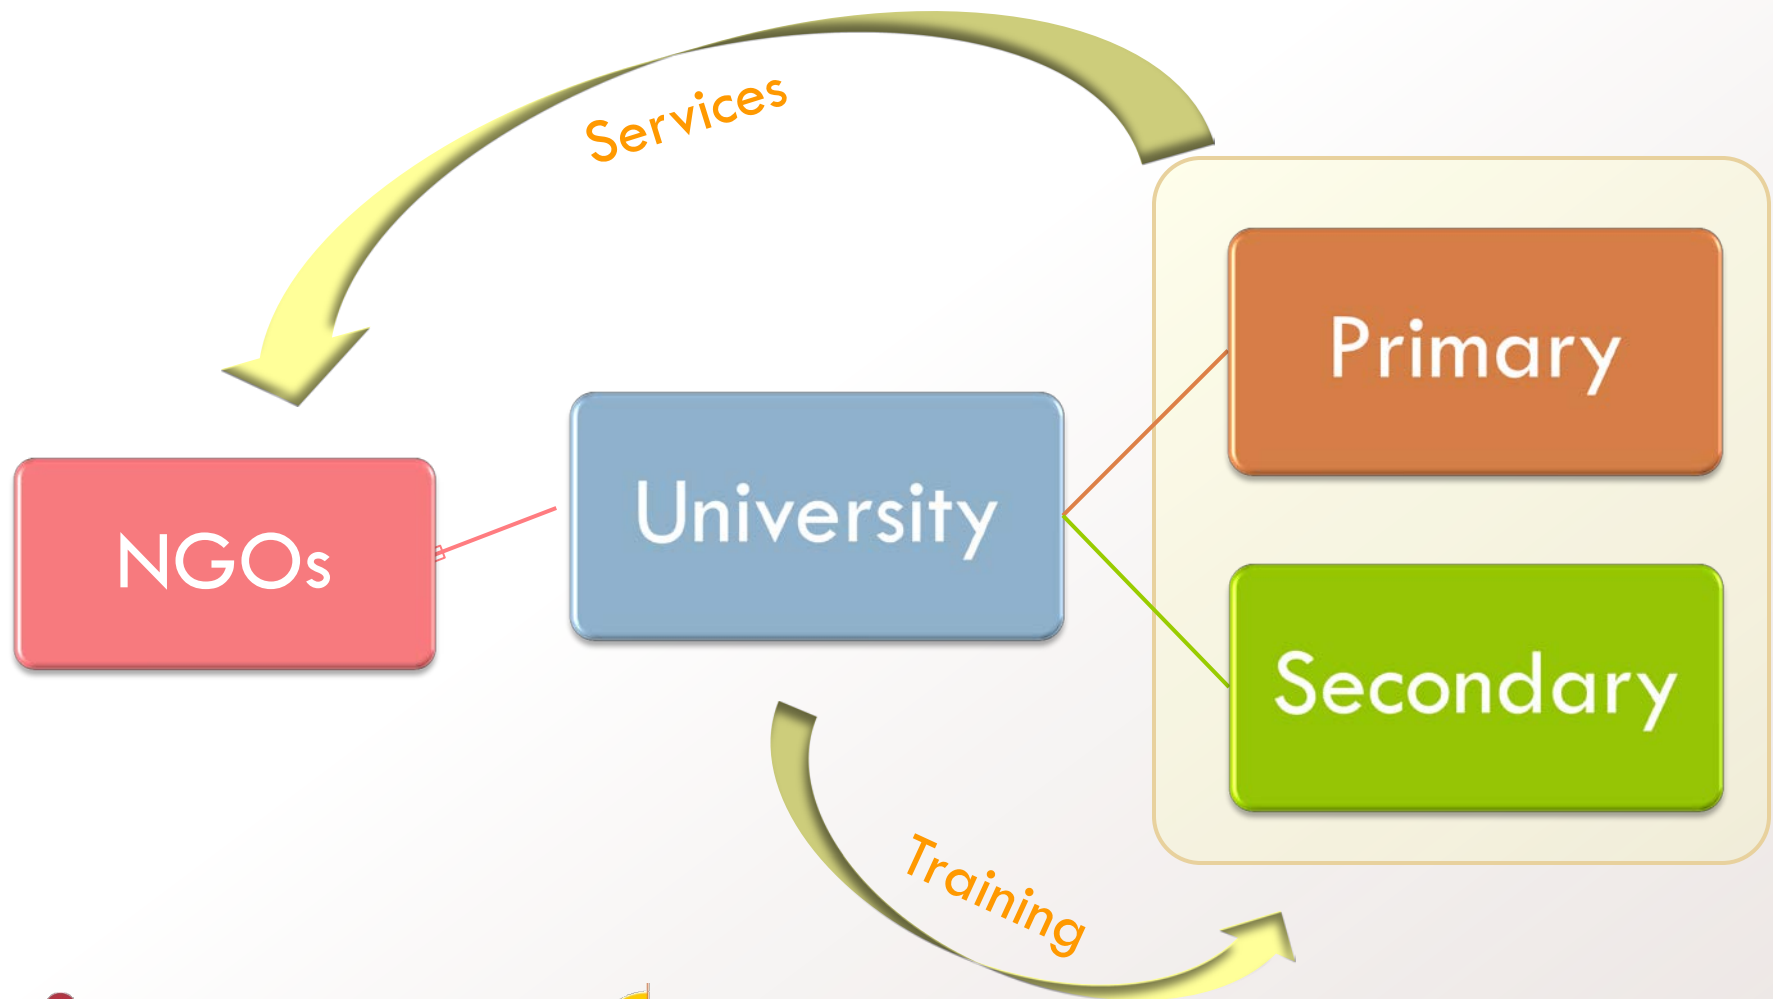 Services
Primary
University
NGOs
Secondary
Training